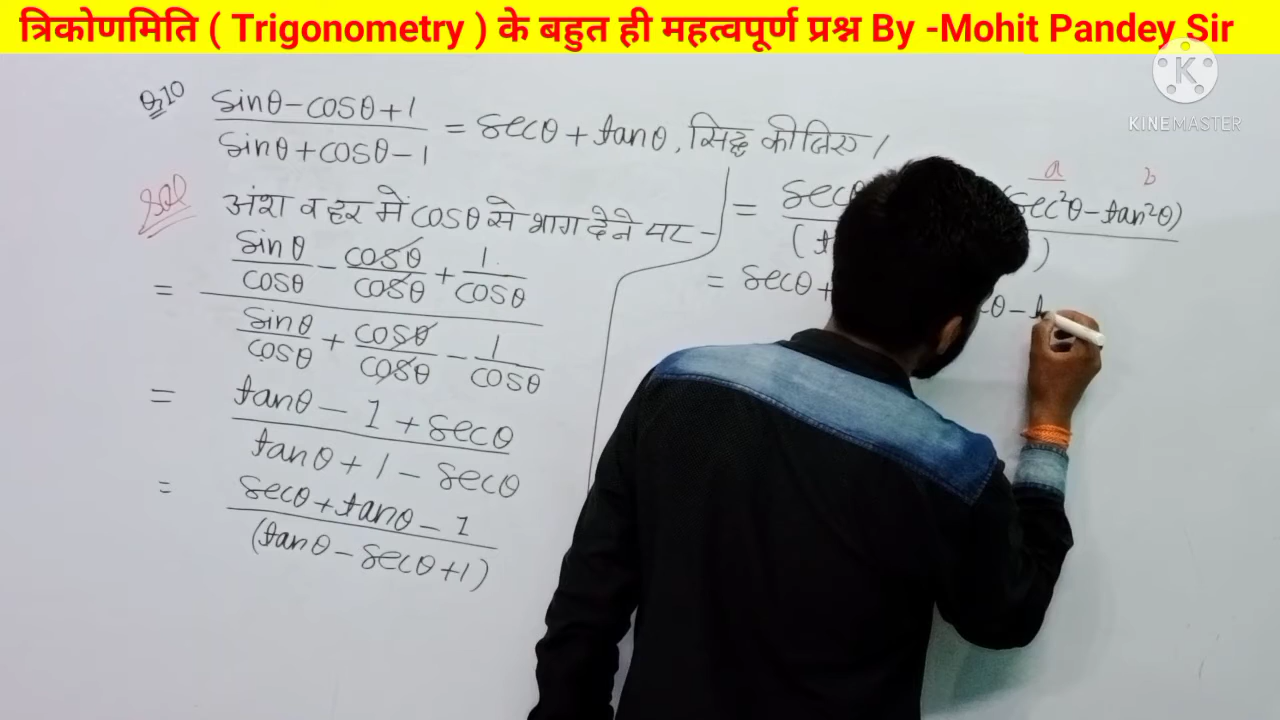 त्रिकोणमिति ( Trigonometry ) के बहुत ही महत्वपूर्ण प्रश्न By -Mohit Pandey Sir
K
KINEMASTER
Q.10 sinθ-cosθ+1 / sinθ+cosθ-1 = secθ + tanθ, सिद्ध कीजिए।
Sol अंश व हर में cosθ से भाग देने पर -
= sinθ/cosθ - cosθ/cosθ + 1/cosθ
sinθ/cosθ + cosθ/cosθ - 1/cosθ
= tanθ - 1 + secθ
tanθ + 1 - secθ
= secθ + tanθ - 1
(tanθ - secθ + 1)
a b
= secθ (sec²θ - tan²θ)
( )
= secθ+ θ -